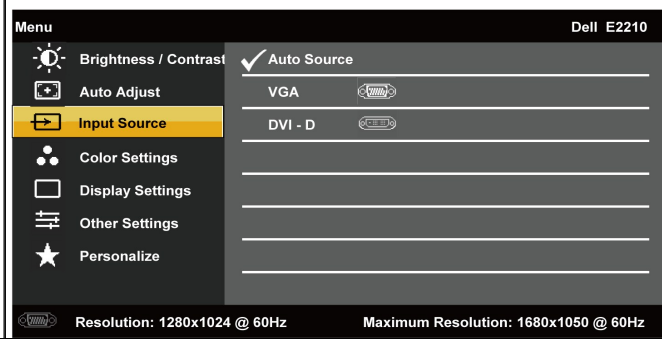 Menu Dell E2210
Brightness / Contrast Auto Source
Auto Adjust VGA
Input Source DVI - D
Color Settings
Display Settings
Other Settings
Personalize
Resolution: 1280x1024 @ 60Hz Maximum Resolution: 1680x1050 @ 60Hz